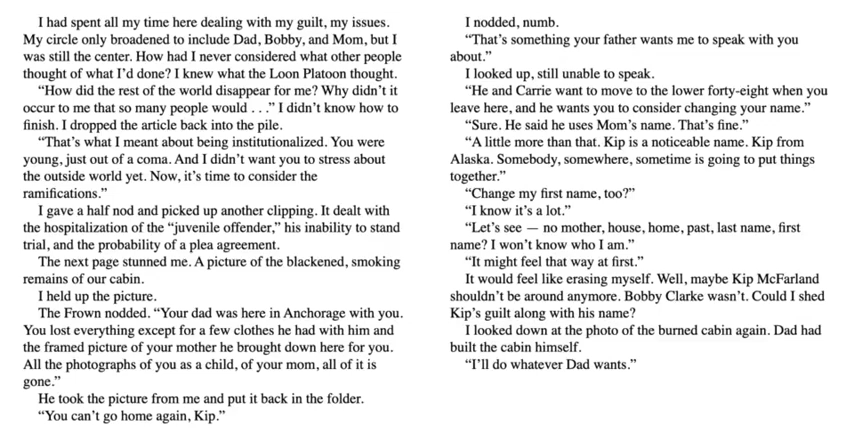 I had spent all my time here dealing with my guilt, my issues.
My circle only broadened to include Dad, Bobby, and Mom, but I
was still the center. How had I never considered what other people
thought of what I'd done? I knew what the Loon Platoon thought.
"How did the rest of the world disappear for me? Why didn't it
occur to me that so many people would . . ." I didn't know how to
finish. I dropped the article back into the pile.
"That's what I meant about being institutionalized. You were
young, just out of a coma. And I didn't want you to stress about
the outside world yet. Now, it's time to consider the
ramifications."
I gave a half nod and picked up another clipping. It dealt with
the hospitalization of the "juvenile offender," his inability to stand
trial, and the probability of a plea agreement.
The next page stunned me. A picture of the blackened, smoking
remains of our cabin.
I held up the picture.
The Frown nodded. "Your dad was here in Anchorage with you.
You lost everything except for a few clothes he had with him and
the framed picture of your mother he brought down here for you.
All the photographs of you as a child, of your mom, all of it is
gone."
He took the picture from me and put it back in the folder.
"You can't go home again, Kip."
I nodded, numb.
"That's something your father wants me to speak with you
about."
I looked up, still unable to speak.
"He and Carrie want to move to the lower forty-eight when you
leave here, and he wants you to consider changing your name."
"Sure. He said he uses Mom's name. That's fine."
"A little more than that. Kip is a noticeable name. Kip from
Alaska. Somebody, somewhere, sometime is going to put things
together."
"Change my first name, too?"
"I know it's a lot."
"Let's see — no mother, house, home, past, last name, first
name? I won't know who I am."
"It might feel that way at first."
It would feel like erasing myself. Well, maybe Kip McFarland
shouldn't be around anymore. Bobby Clarke wasn't. Could I shed
Kip's guilt along with his name?
I looked down at the photo of the burned cabin again. Dad had
built the cabin himself.
"I'll do whatever Dad wants."